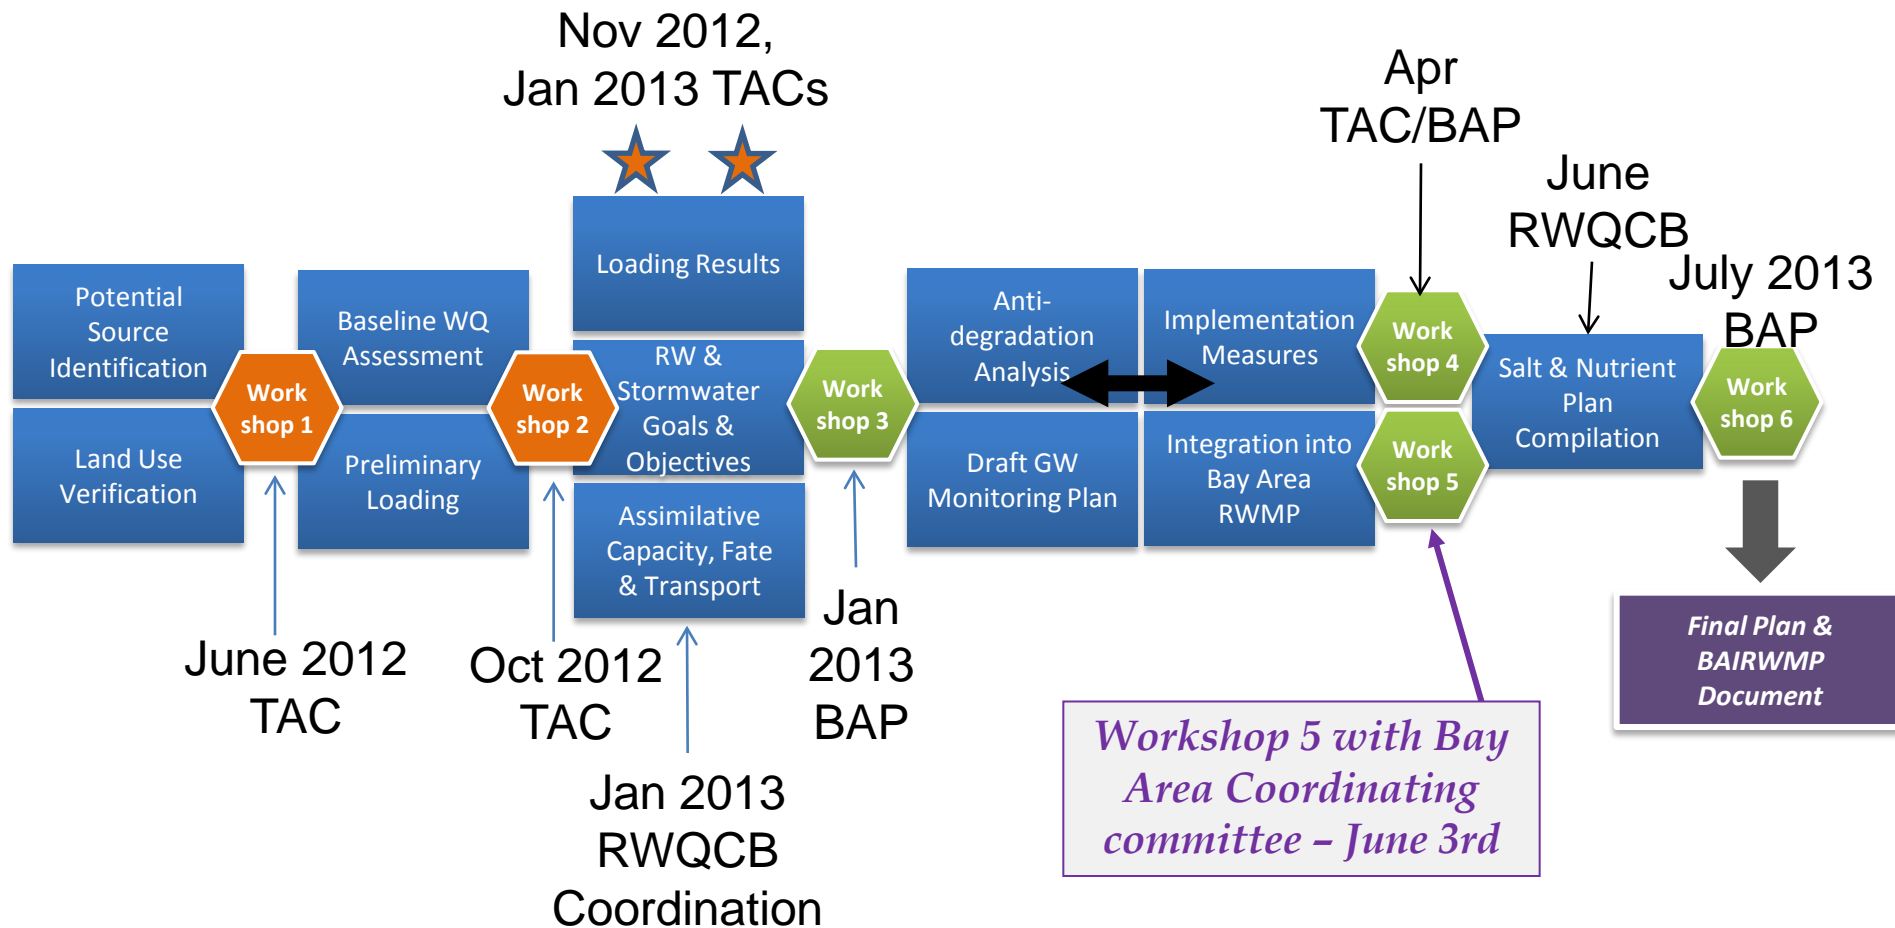 Nov 2012,
Jan 2013 TACs
Apr
TAC/BAP
June
RWQCB
July 2013
BAP
Potential
Source
Identification
Land Use
Verification
Work
shop 1
Baseline WQ
Assessment
Preliminary
Loading
Work
shop 2
Loading Results
RW &
Stormwater
Goals &
Objectives
Assimilative
Capacity, Fate
& Transport
Work
shop 3
Anti-
degradation
Analysis
Draft GW
Monitoring Plan
Implementation
Measures
Integration into
Bay Area
RWMP
Work
shop 4
Work
shop 5
Salt & Nutrient
Plan
Compilation
Work
shop 6
June 2012
TAC
Oct 2012
TAC
Jan 2013
RWQCB
Coordination
Jan
2013
BAP
Workshop 5 with Bay
Area Coordinating
committee – June 3rd
Final Plan &
BAIRWMP
Document